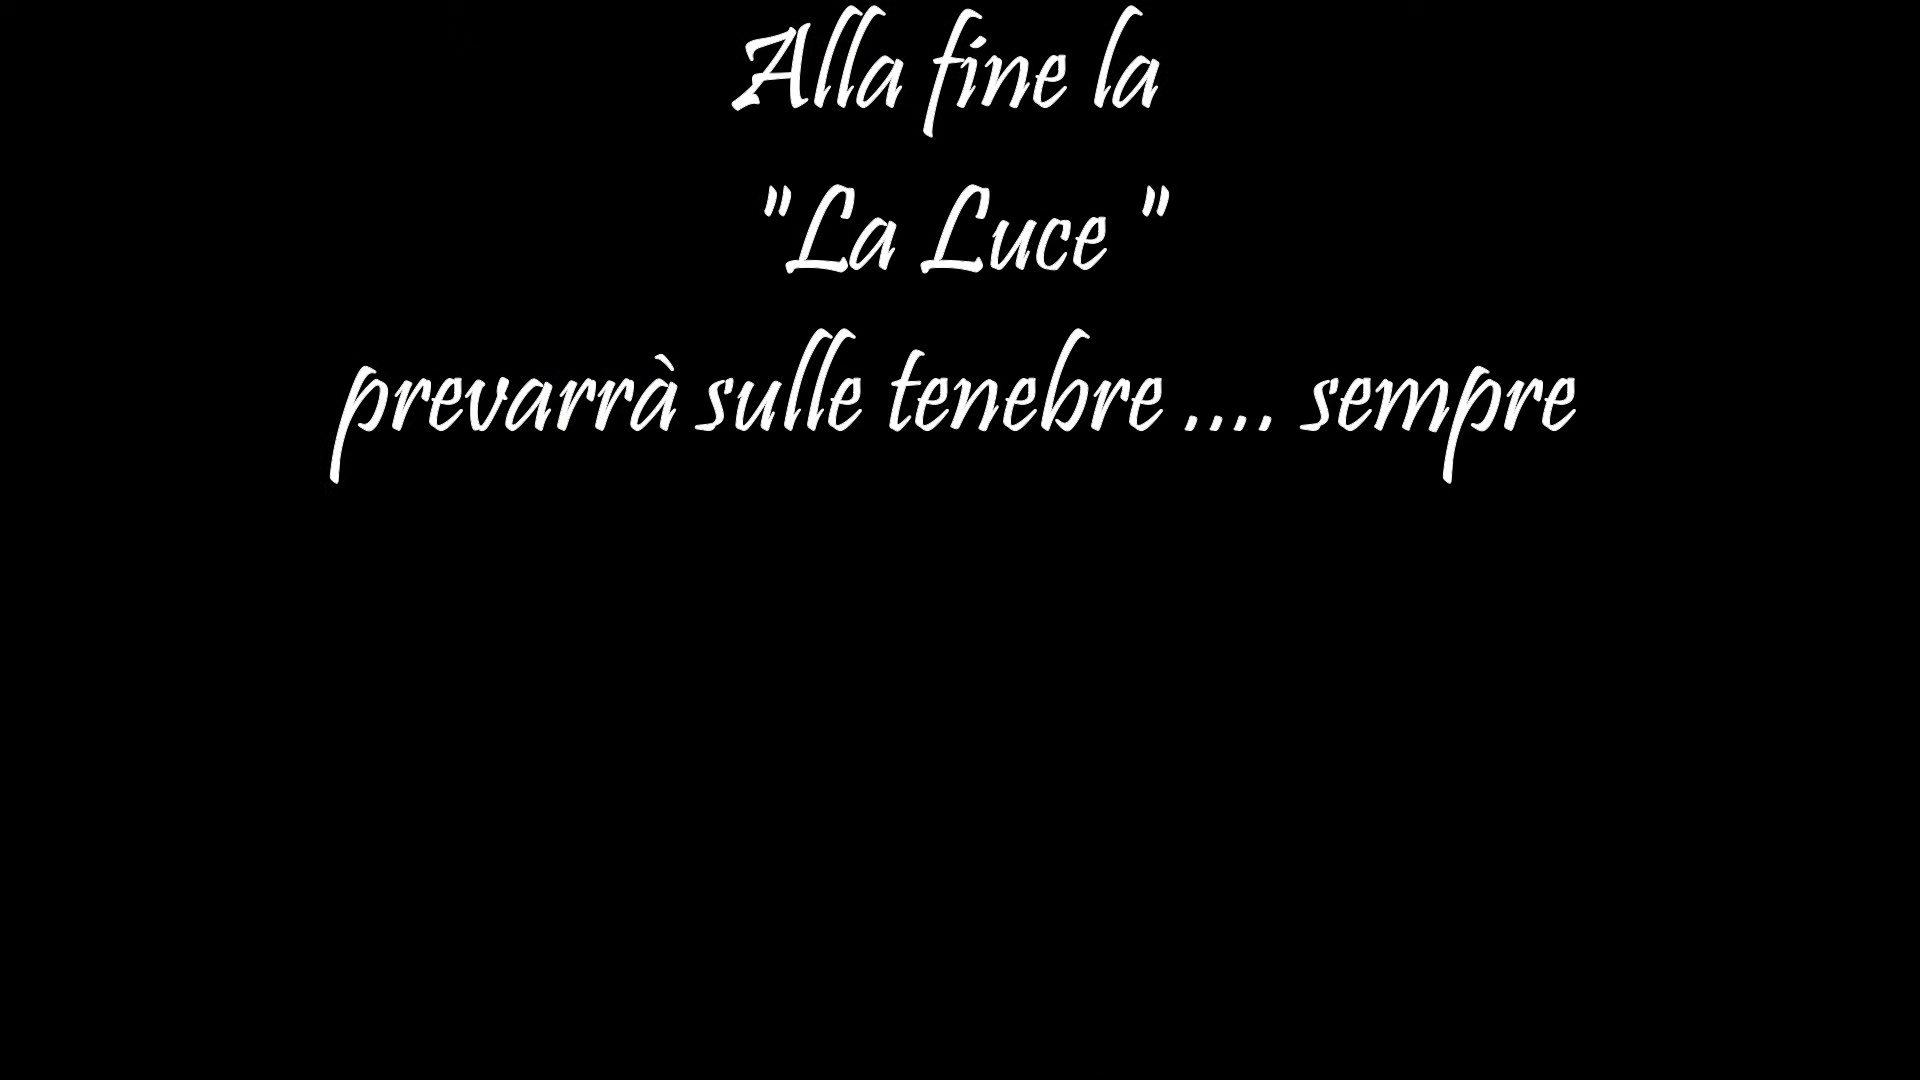 Alla fine la
"La Luce "
prevarrà sulle tenebre .... sempre